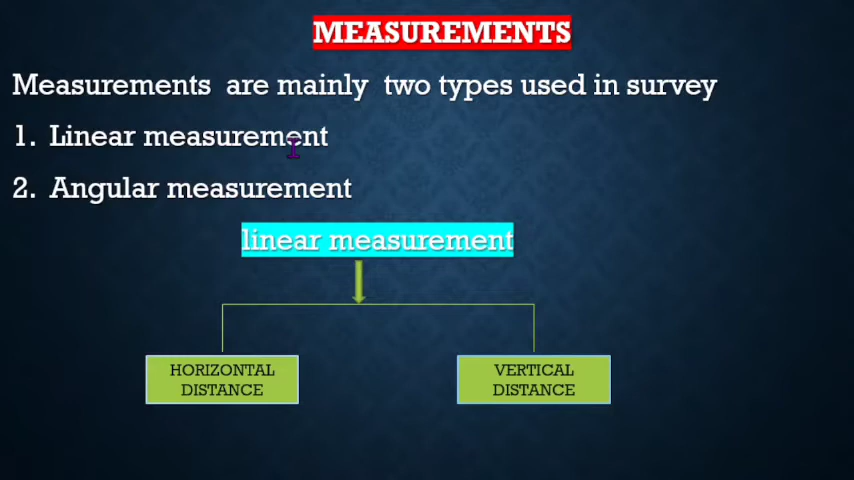 MEASUREMENTS
Measurements are mainly two types used in survey
1. Linear measurement
2. Angular measurement
linear measurement
HORIZONTAL
DISTANCE
VERTICAL
DISTANCE